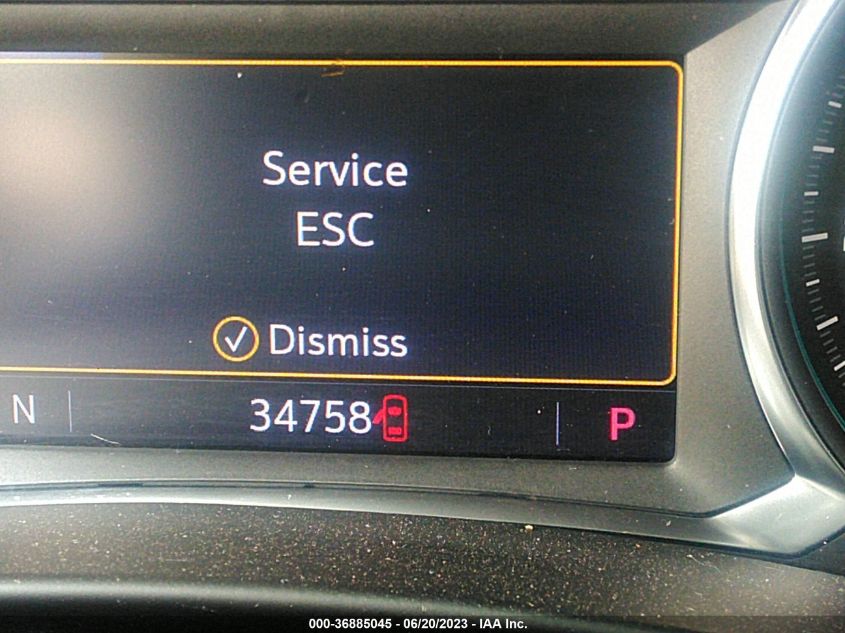 Service
ESC
Dismiss
N
34758
P
000-36885045 - 06/20/2023 - IAA Inc.